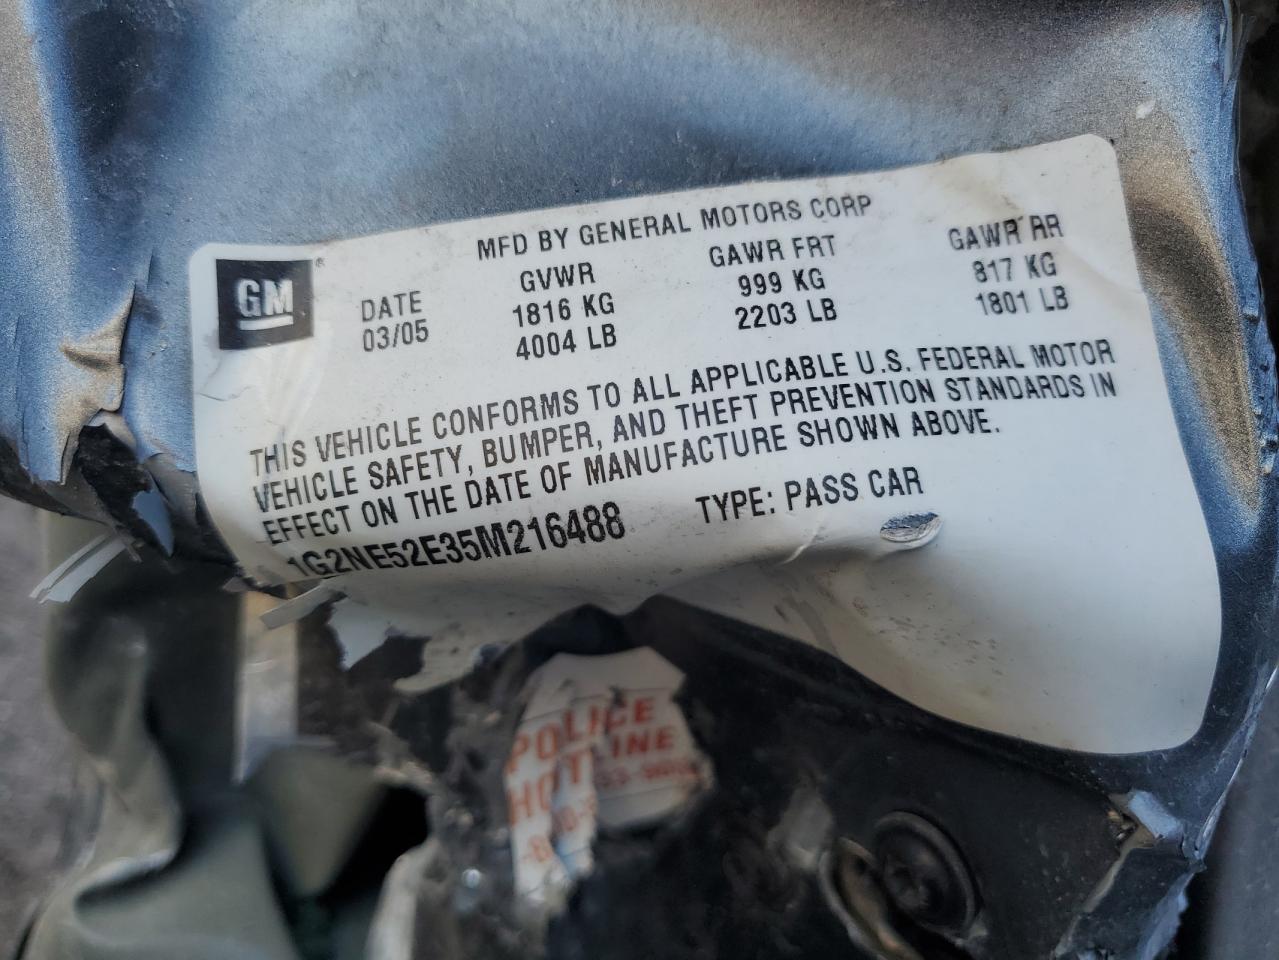 MFD BY GENERAL MOTORS CORP
GM®
DATE GVWR GAWR FRT GAWR RR
03/05 1816 KG 999 KG 817 KG
4004 LB 2203 LB 1801 LB
THIS VEHICLE CONFORMS TO ALL APPLICABLE U.S. FEDERAL MOTOR
VEHICLE SAFETY, BUMPER, AND THEFT PREVENTION STANDARDS IN
EFFECT ON THE DATE OF MANUFACTURE SHOWN ABOVE.
1G2NE52E35M216488 TYPE: PASS CAR
POLICE
HOTLINE